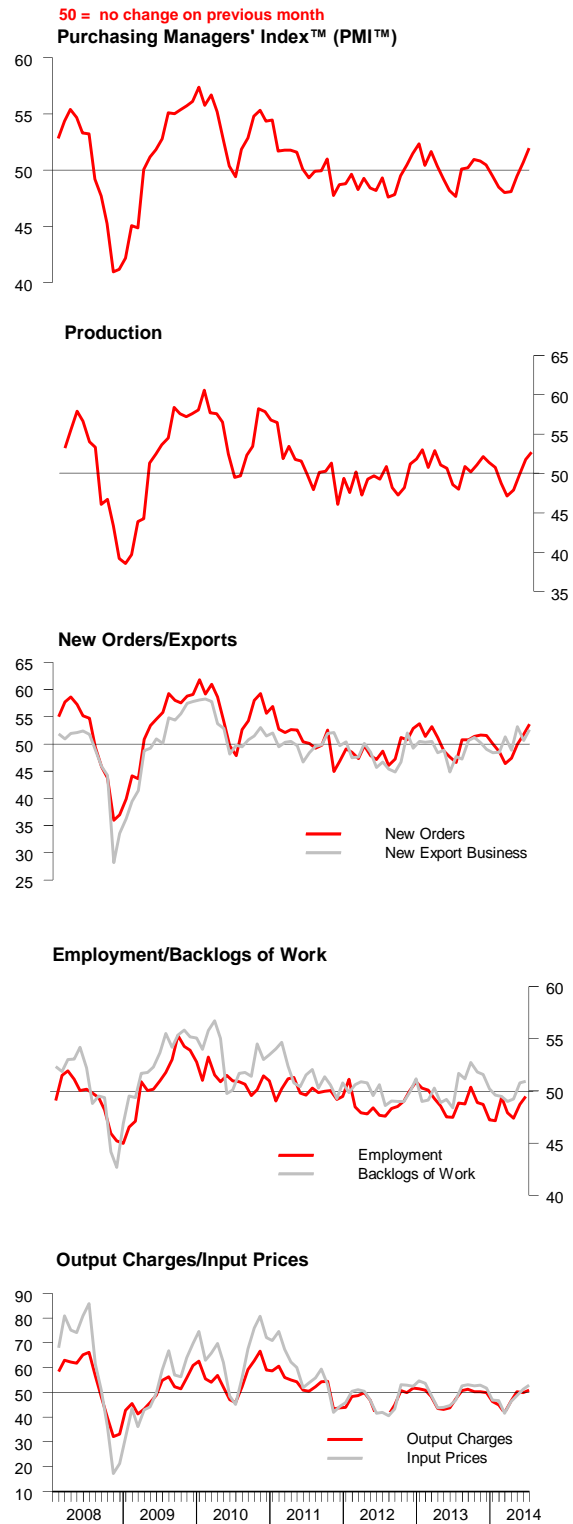 50 = no change on previous month
Purchasing Managers' Index™ (PMI™)
60
55
50
45
40
Production
65
60
55
50
45
40
35
New Orders/Exports
65
60
55
50
45
40
35
30
25
New Orders
New Export Business
Employment/Backlogs of Work
60
55
50
45
40
Employment
Backlogs of Work
Output Charges/Input Prices
90
80
70
60
50
40
30
20
10
Output Charges
Input Prices
2008 2009 2010 2011 2012 2013 2014